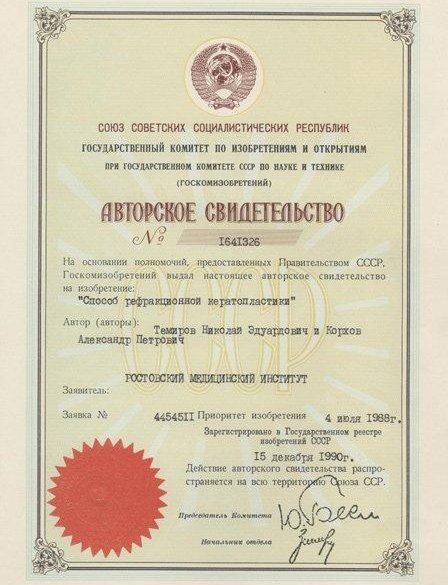 СОЮЗ СОВЕТСКИХ СОЦИАЛИСТИЧЕСКИХ РЕСПУБЛИК
ГОСУДАРСТВЕННЫЙ КОМИТЕТ ПО ИЗОБРЕТЕНИЯМ И ОТКРЫТИЯМ
ПРИ ГОСУДАРСТВЕННОМ КОМИТЕТЕ СССР ПО НАУКЕ И ТЕХНИКЕ
(ГОСКОМИЗОБРЕТЕНИЙ)
АВТОРСКОЕ СВИДЕТЕЛЬСТВО
№ 1641326
На основании полномочий, предоставленных Правительством СССР,
Госкомизобретений выдал настоящее авторское свидетельство
на изобретение:
"Способ рефракционной кератопластики"
Автор (авторы):
Темиров Николай Эдуардович и Корхов
Александр Петрович
СССР
РОСТОВСКИЙ МЕДИЦИНСКИЙ ИНСТИТУТ
Заявитель:
Заявка № 4454511 Приоритет изобретения 4 июля 1988г.
Зарегистрировано в Государственном реестре
изобретений СССР
15 декабря 1990г.
Действие авторского свидетельства распро-
страняется на всю территорию Союза ССР.
Председатель Комитета
Начальник отдела